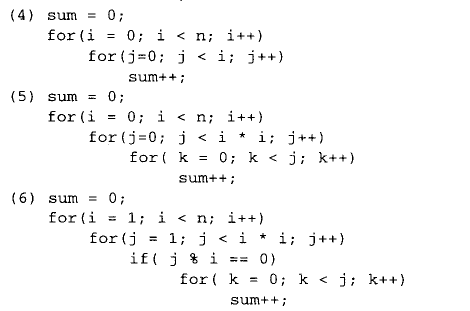 (4) sum = 0;
for(i = 0; i < n; i++)
for(j=0; j < i; j++)
sum++;
(5) sum = 0;
for(i = 0; i < n; i++)
for(j=0; j < i * i; j++)
for( k = 0; k < j; k++)
sum++;
(6) sum = 0;
for(i = 1; i < n; i++)
for(j = 1; j < i * i; j++)
if( j % i == 0)
for( k = 0; k < j; k++)
sum++;